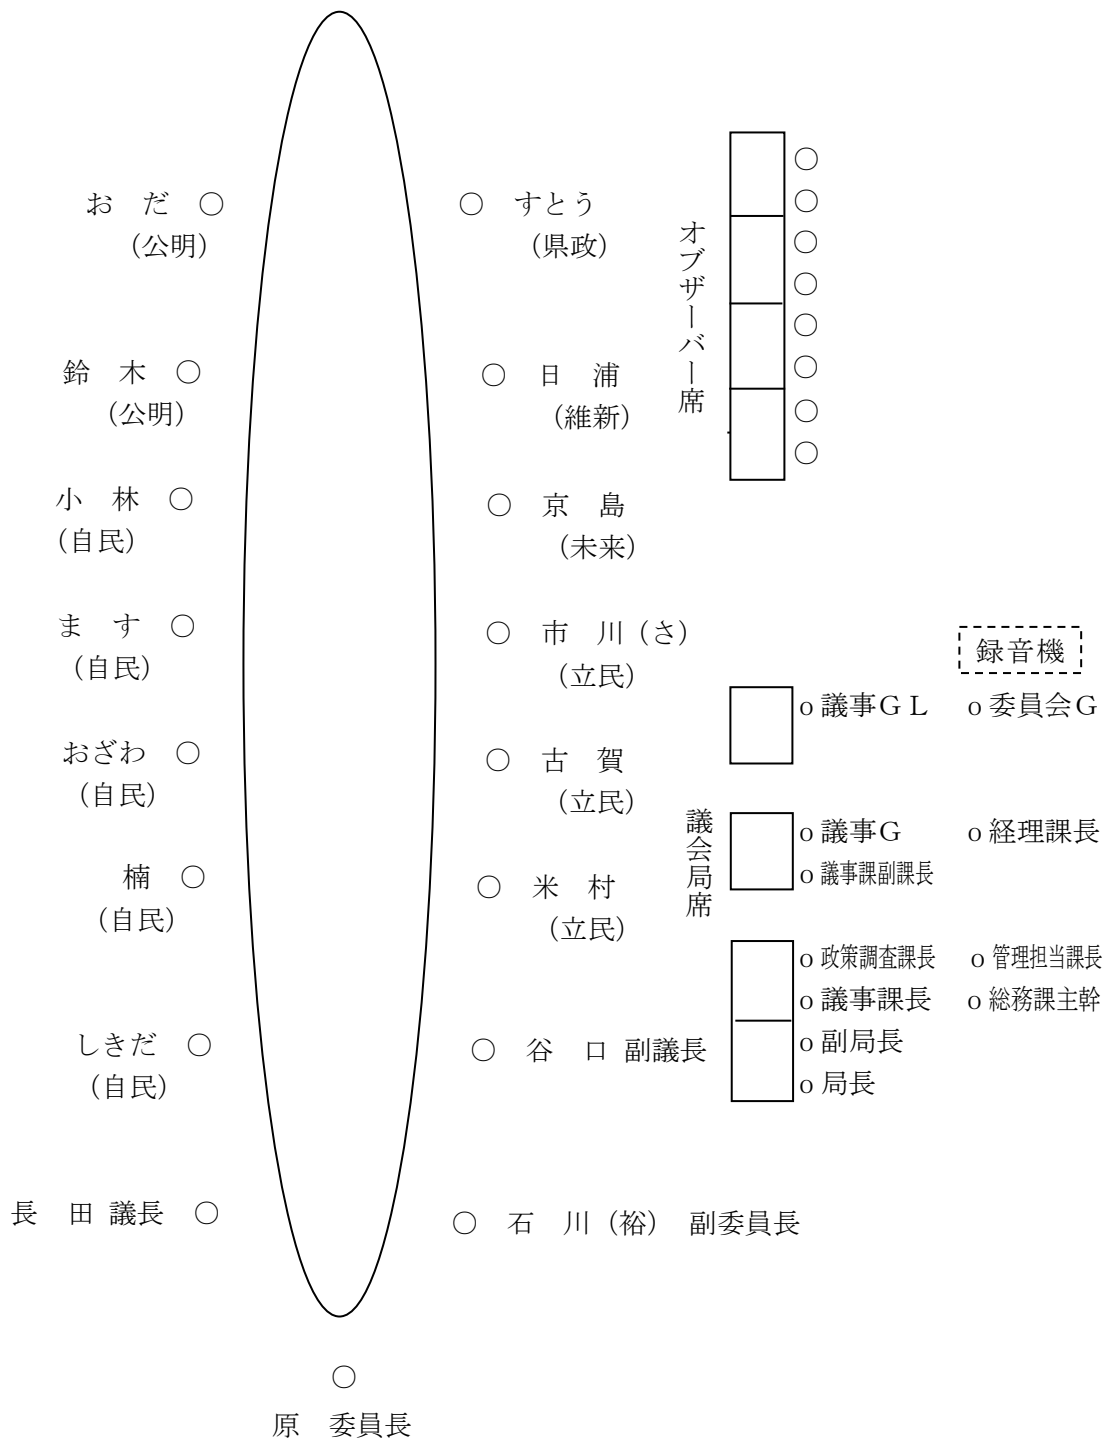 お だ ○
(公明)
鈴 木 ○
(公明)
小 林 ○
(自民)
ま す ○
(自民)
おざわ ○
(自民)
楠 ○
(自民)
しきだ ○
(自民)
長 田 議長 ○
○ すとう
(県政)
○ 日 浦
(維新)
○ 京 島
(未来)
○ 市 川(さ)
(立民)
○ 古 賀
(立民)
○ 米 村
(立民)
○ 谷 口 副議長
○ 石 川(裕) 副委員長
○
原 委員長
オブザーバー席
○
○
○
○
○
○
○
○
録音機
議会局席
o 議事GL o 委員会G
o 議事G o 経理課長
o 議事課副課長
o 政策調査課長 o 管理担当課長
o 議事課長 o 総務課主幹
o 副局長
o 局長